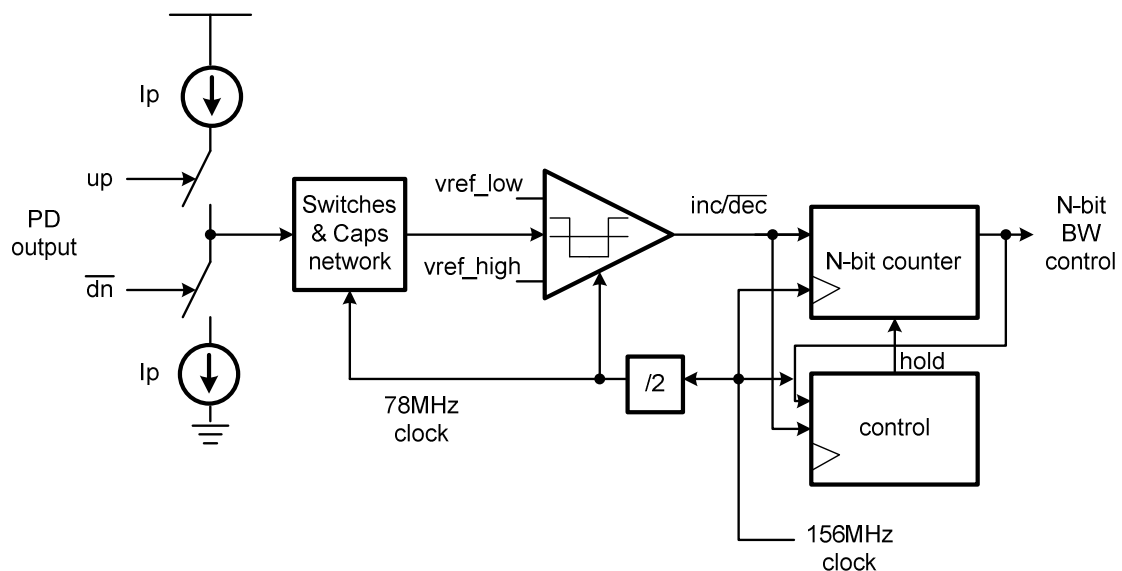 Ip
up
PD
output
dn
Ip
Switches
& Caps
network
vref_low
vref_high
inc/dec
N-bit counter
N-bit
BW
control
hold
/2
78MHz
clock
control
156MHz
clock